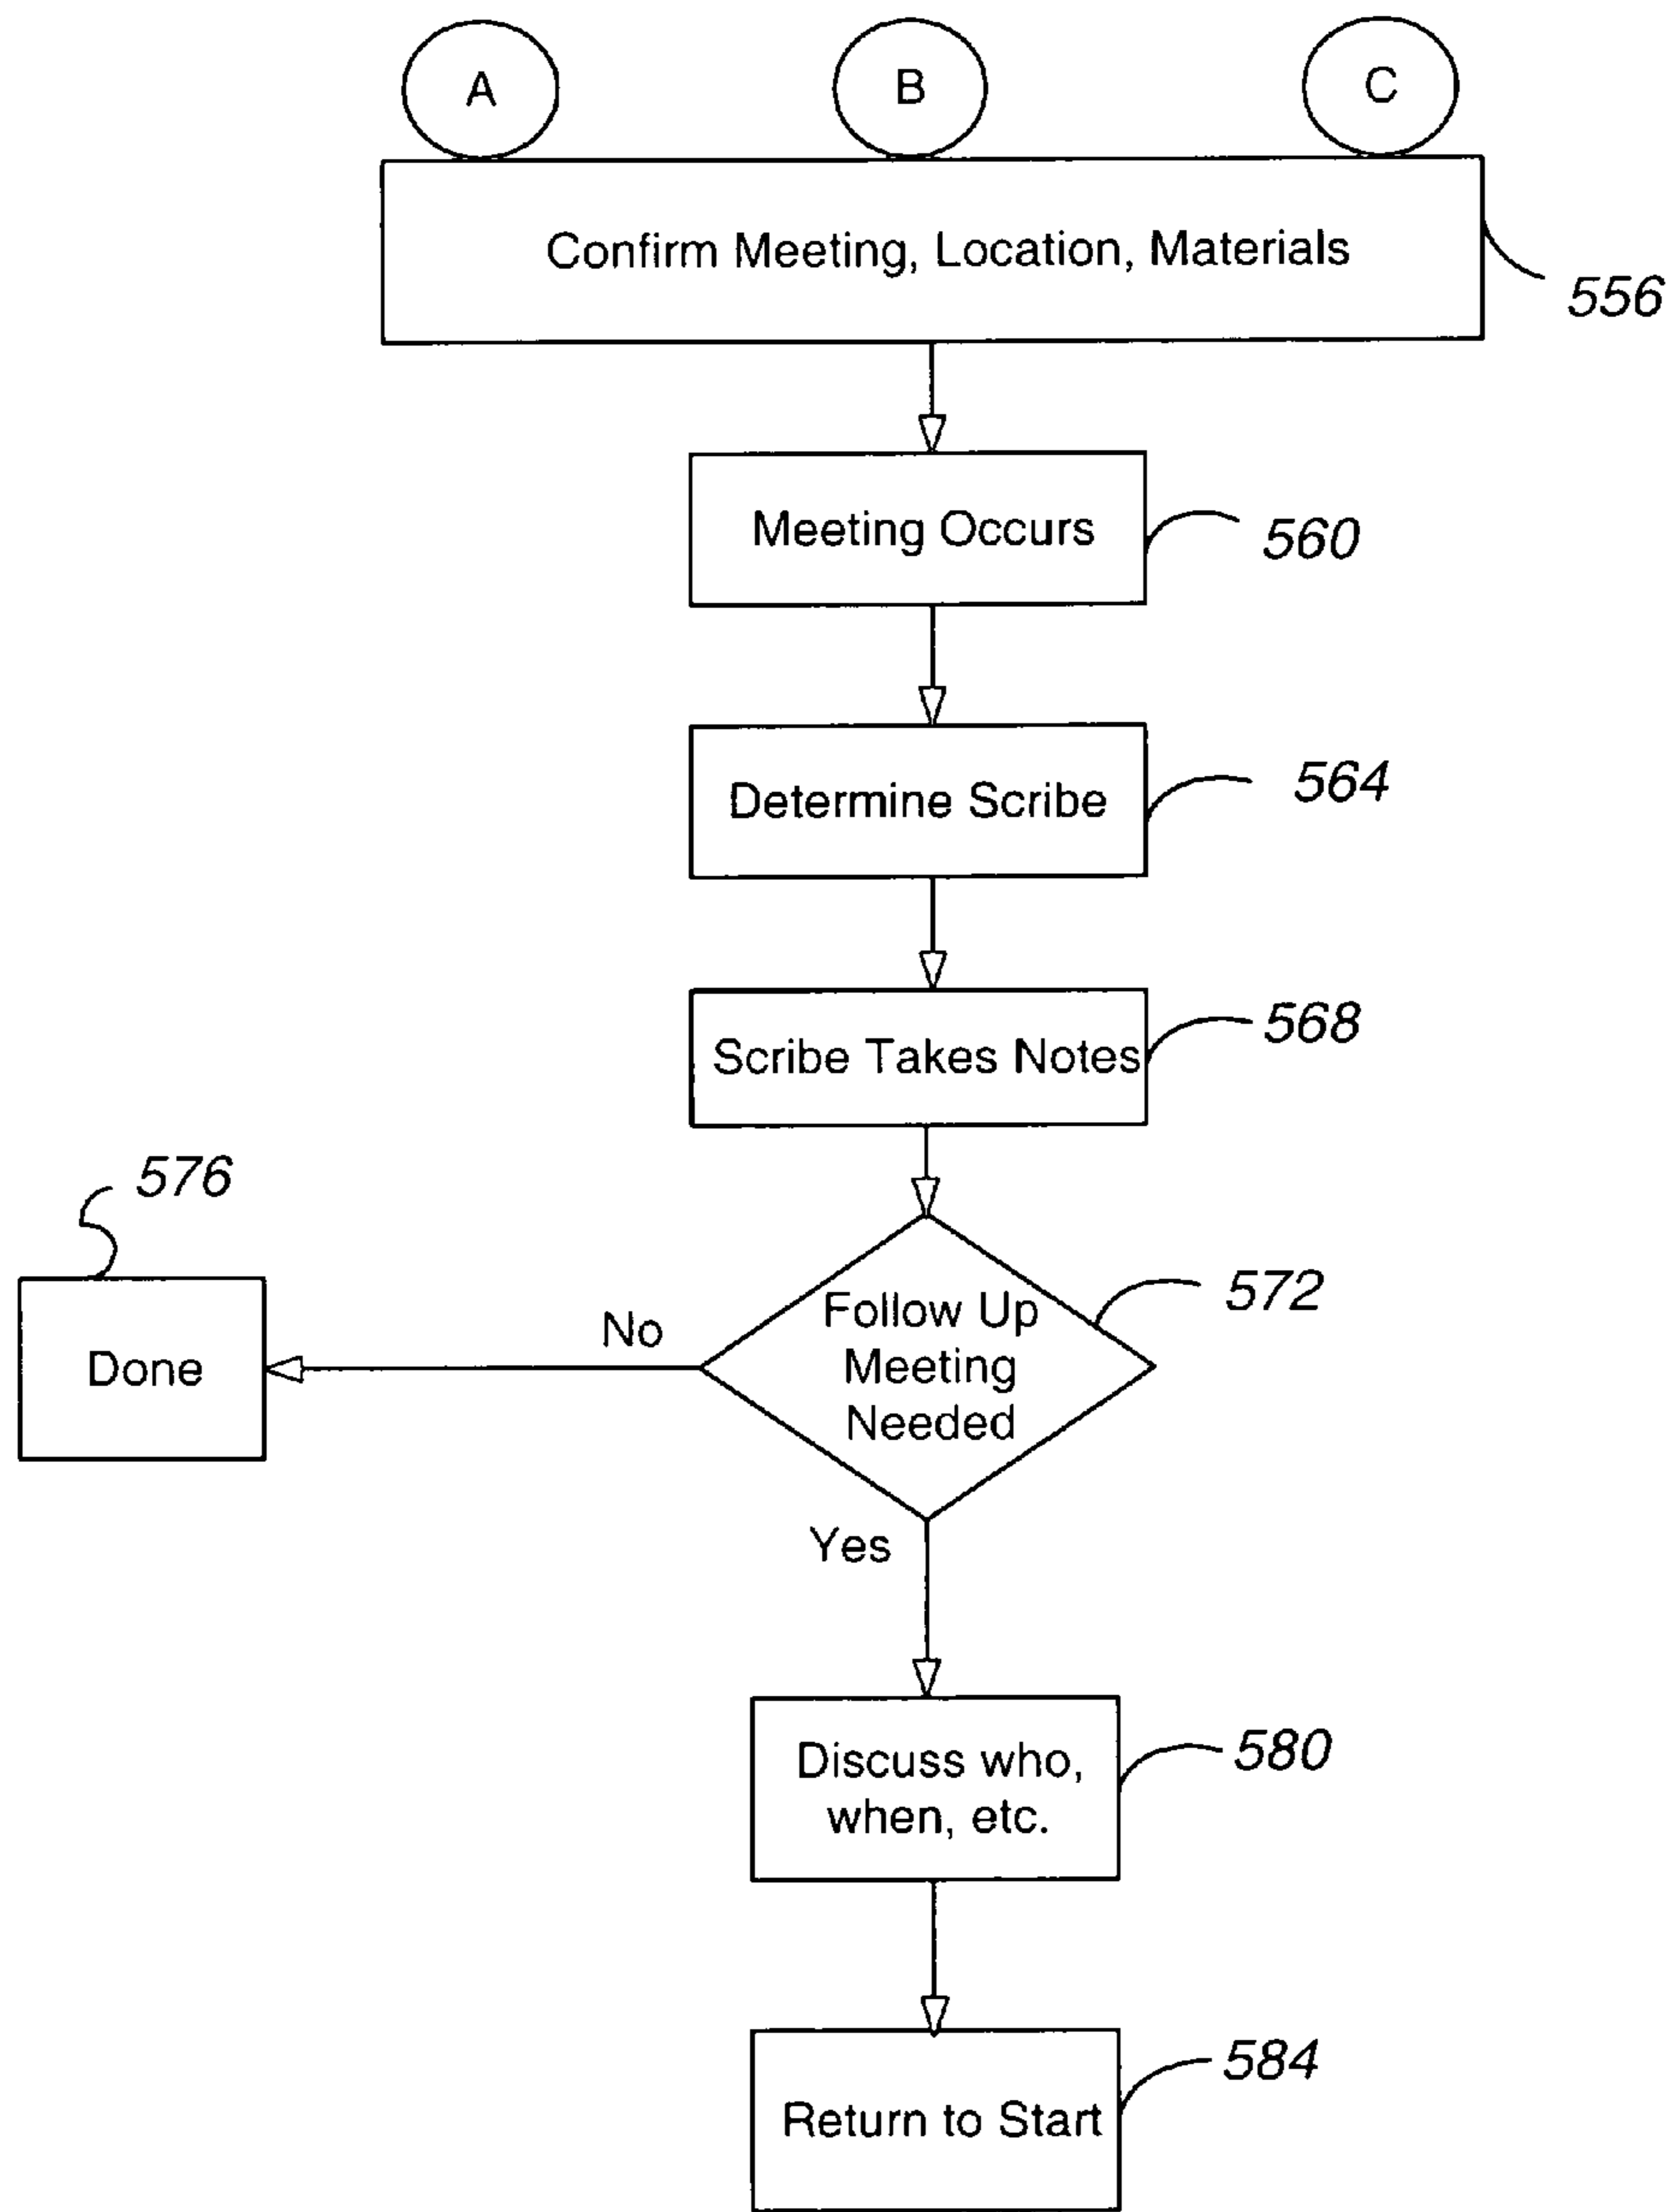 A
B
C
Confirm Meeting, Location, Materials
556
Meeting Occurs
560
Determine Scribe
564
Scribe Takes Notes
568
576
Follow Up
Meeting
Needed
572
No
Done
Yes
Discuss who,
when, etc.
580
Return to Start
584